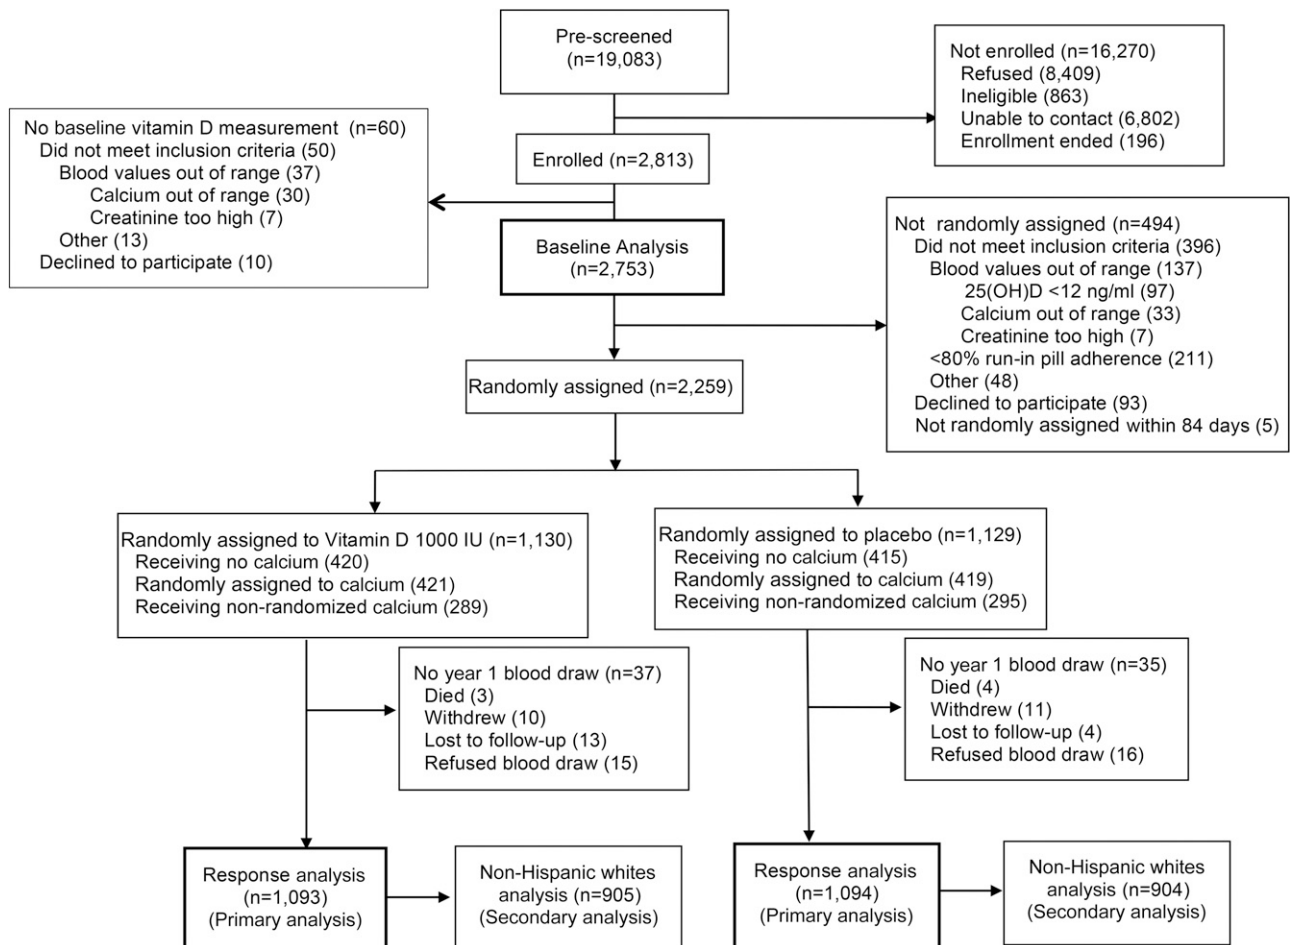 Pre-screened
(n=19,083)
Not enrolled (n=16,270)
Refused (8,409)
Ineligible (863)
Unable to contact (6,802)
Enrollment ended (196)
Enrolled (n=2,813)
No baseline vitamin D measurement (n=60)
Did not meet inclusion criteria (50)
Blood values out of range (37)
Calcium out of range (30)
Creatinine too high (7)
Other (13)
Declined to participate (10)
Baseline Analysis
(n=2,753)
Not randomly assigned (n=494)
Did not meet inclusion criteria (396)
Blood values out of range (137)
25(OH)D <12 ng/ml (97)
Calcium out of range (33)
Creatinine too high (7)
<80% run-in pill adherence (211)
Other (48)
Declined to participate (93)
Not randomly assigned within 84 days (5)
Randomly assigned (n=2,259)
Randomly assigned to Vitamin D 1000 IU (n=1,130)
Receiving no calcium (420)
Randomly assigned to calcium (421)
Receiving non-randomized calcium (289)
Randomly assigned to placebo (n=1,129)
Receiving no calcium (415)
Randomly assigned to calcium (419)
Receiving non-randomized calcium (295)
No year 1 blood draw (n=37)
Died (3)
Withdrew (10)
Lost to follow-up (13)
Refused blood draw (15)
No year 1 blood draw (n=35)
Died (4)
Withdrew (11)
Lost to follow-up (4)
Refused blood draw (16)
Response analysis
(n=1,093)
(Primary analysis)
Non-Hispanic whites
analysis (n=905)
(Secondary analysis)
Response analysis
(n=1,094)
(Primary analysis)
Non-Hispanic whites
analysis (n=904)
(Secondary analysis)